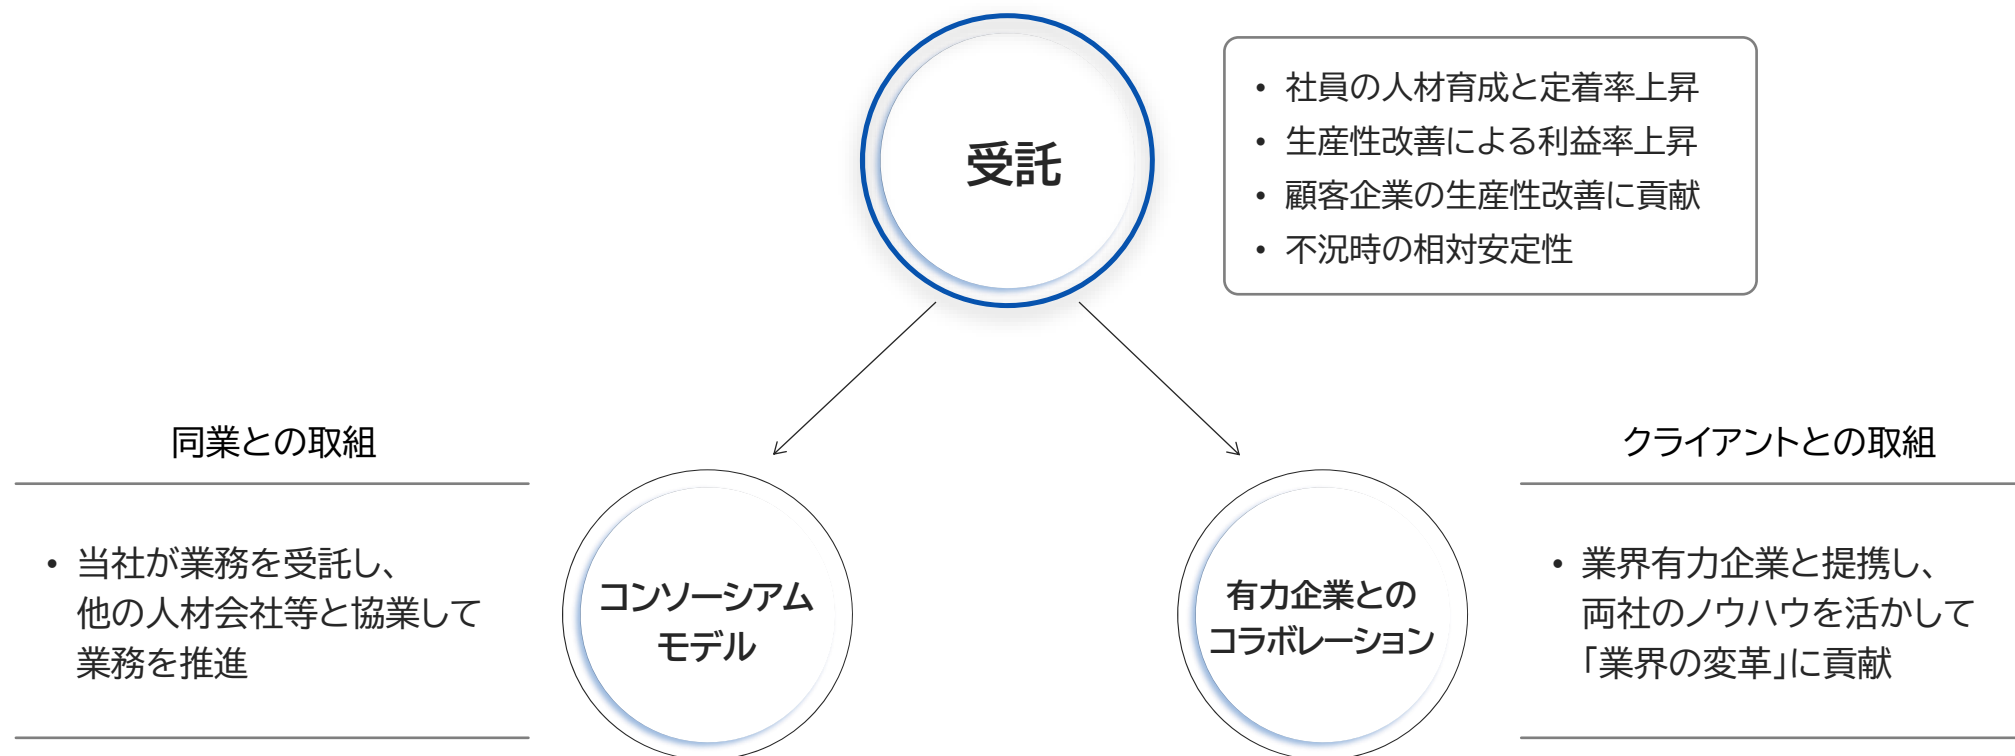 受託
• 社員の人材育成と定着率上昇
• 生産性改善による利益率上昇
• 顧客企業の生産性改善に貢献
• 不況時の相対安定性
同業との取組
• 当社が業務を受託し、
他の人材会社等と協業して
業務を推進
コンソーシアム
モデル
有力企業との
コラボレーション
クライアントとの取組
• 業界有力企業と提携し、
両社のノウハウを活かして
「業界の変革」に貢献